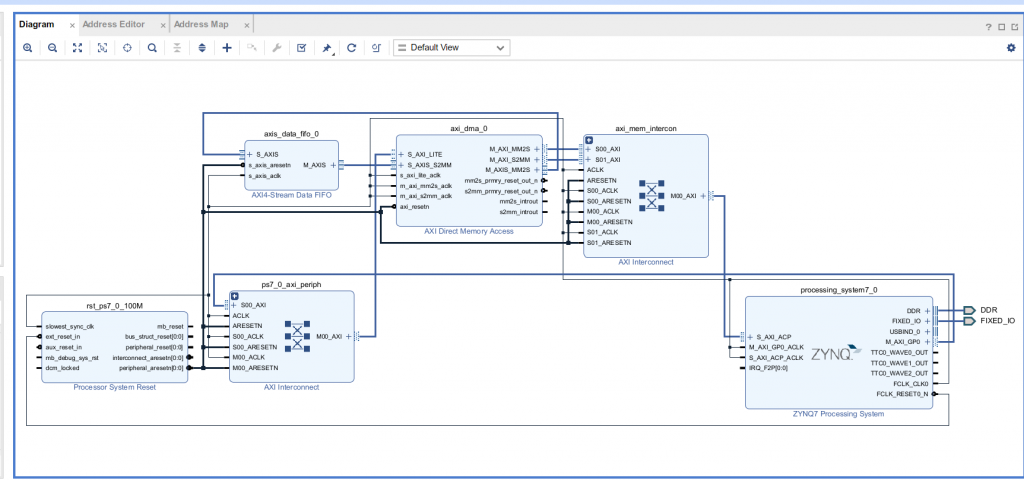 Diagram × Address Editor × Address Map ×
? 
Default View
axis_data_fifo_0
S_AXIS
s_axis_aresetn
s_axis_aclk
M_AXIS
AXI4-Stream Data FIFO
axi_dma_0
S_AXI_LITE
S_AXIS_S2MM
s_axi_lite_aclk
m_axi_mm2s_aclk
m_axi_s2mm_aclk
axi_resetn
M_AXI_MM2S
M_AXI_S2MM
M_AXIS_MM2S
mm2s_prmry_reset_out_n
s2mm_prmry_reset_out_n
mm2s_introut
s2mm_introut
AXI Direct Memory Access
axi_mem_intercon
S00_AXI
S01_AXI
ACLK
ARESETN
S00_ACLK
S00_ARESETN
M00_ACLK
M00_ARESETN
S01_ACLK
S01_ARESETN
M00_AXI
AXI Interconnect
rst_ps7_0_100M
slowest_sync_clk
ext_reset_in
aux_reset_in
mb_debug_sys_rst
dcm_locked
mb_reset
bus_struct_reset[0:0]
peripheral_reset[0:0]
interconnect_aresetn[0:0]
peripheral_aresetn[0:0]
Processor System Reset
ps7_0_axi_periph
S00_AXI
ACLK
ARESETN
S00_ACLK
S00_ARESETN
M00_ACLK
M00_ARESETN
M00_AXI
AXI Interconnect
processing_system7_0
S_AXI_ACP
M_AXI_GP0_ACLK
S_AXI_ACP_ACLK
IRQ_F2P[0:0]
ZYNQ
DDR
FIXED_IO
USBIND_0
M_AXI_GP0
TTC0_WAVE0_OUT
TTC0_WAVE1_OUT
TTC0_WAVE2_OUT
FCLK_CLK0
FCLK_RESET0_N
ZYNQ7 Processing System
DDR
FIXED_IO